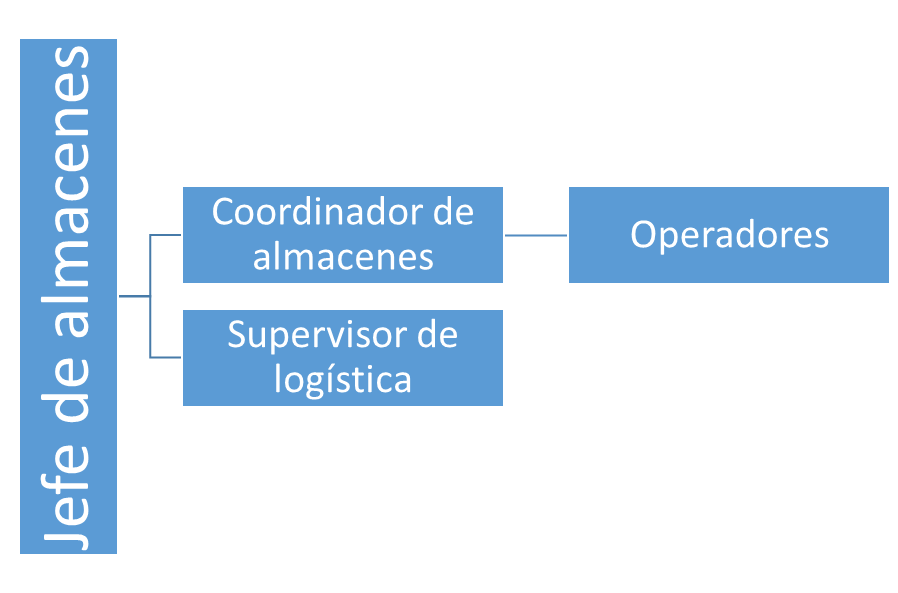 Jefe de almacenes
Coordinador de
almacenes
Operadores
Supervisor de
logística